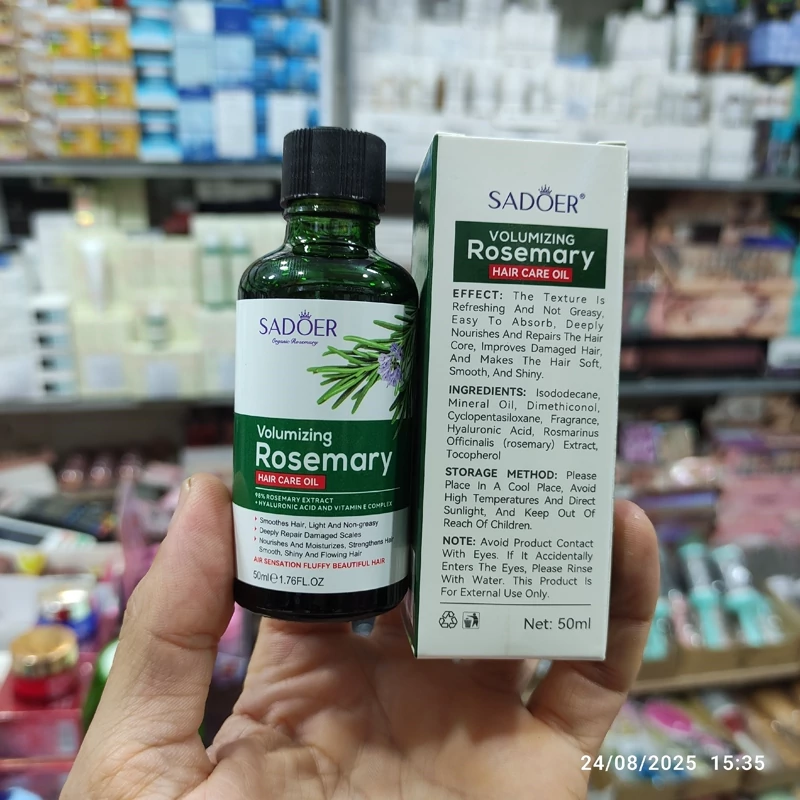 SADOER
Organic Rosemary
Volumizing
Rosemary
HAIR CARE OIL
98% ROSEMARY EXTRACT
+HYALURONIC ACID AND VITAMIN E COMPLEX
Smoothes Hair, Light And Non-greasy
Deeply Repair Damaged Scales
Nourishes And Moisturizes, Strengthens Hair
Smooth, Shiny And Flowing Hair
AIR SENSATION FLUFFY BEAUTIFUL HAIR
50ml℮1.76FL.OZ
SADOER®
VOLUMIZING
Rosemary
HAIR CARE OIL
EFFECT: The Texture Is
Refreshing And Not Greasy,
Easy To Absorb, Deeply
Nourishes And Repairs The Hair
Core, Improves Damaged Hair,
And Makes The Hair Soft,
Smooth, And Shiny.
INGREDIENTS: Isododecane,
Mineral Oil, Dimethiconol,
Cyclopentasiloxane, Fragrance,
Hyaluronic Acid, Rosmarinus
Officinalis (rosemary) Extract,
Tocopherol
STORAGE METHOD: Please
Place In A Cool Place, Avoid
High Temperatures And Direct
Sunlight, And Keep Out Of
Reach Of Children.
NOTE: Avoid Product Contact
With Eyes. If It Accidentally
Enters The Eyes, Please Rinse
With Water. This Product Is
For External Use Only.
Net: 50ml
24/08/2025 15:35